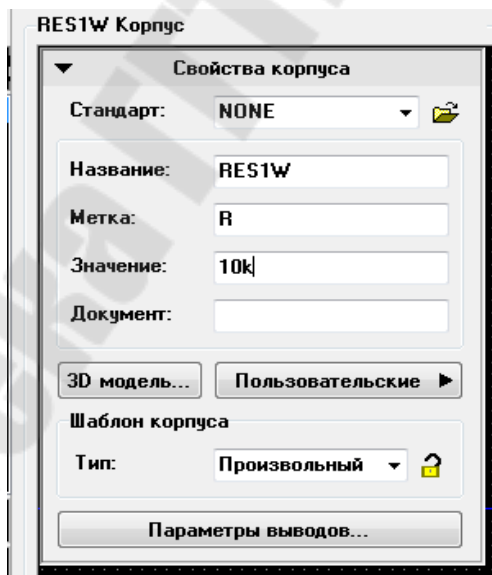 RES1W Корпус
Свойства корпуса
Стандарт: NONE
Название: RES1W
Метка: R
Значение: 10k
Документ:
3D модель... Пользовательские
Шаблон корпуса
Тип: Произвольный
Параметры выводов...